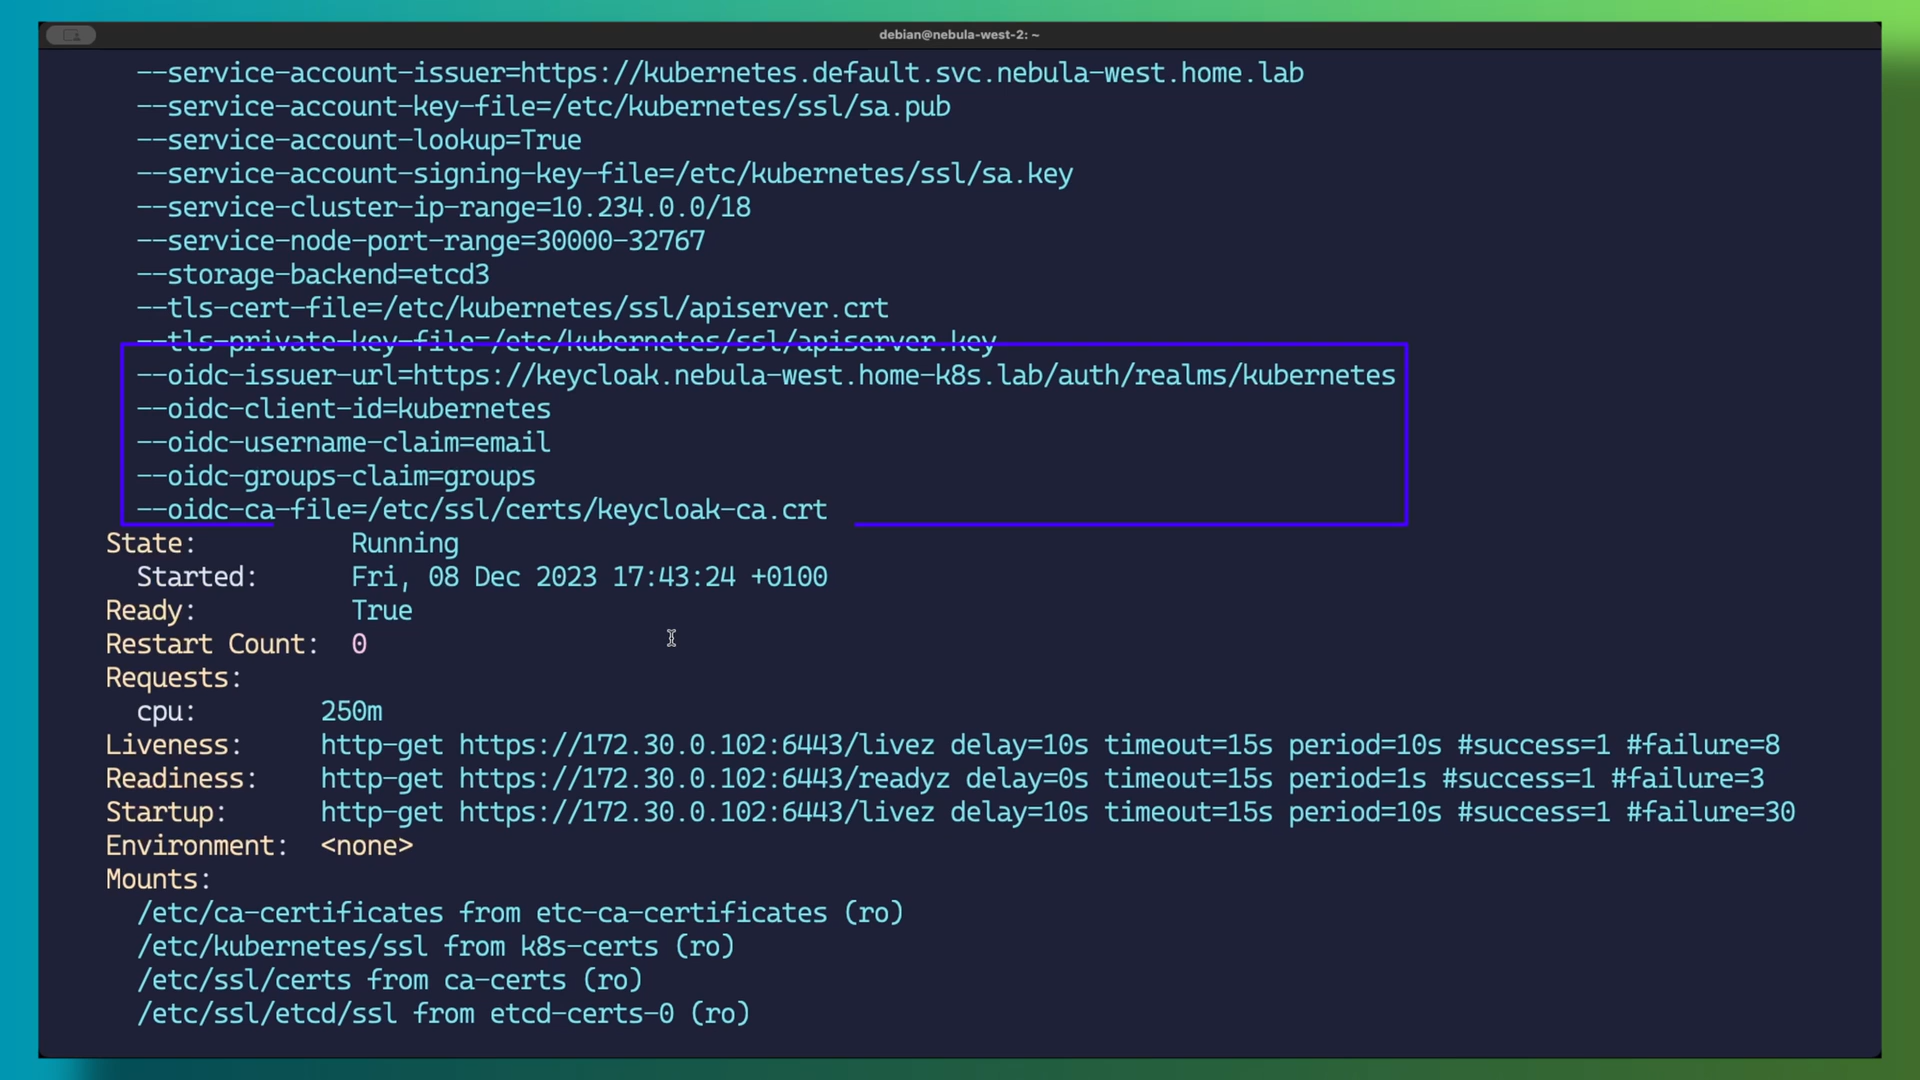 debian@nebula-west-2: ~
--service-account-issuer=https://kubernetes.default.svc.nebula-west.home.lab
--service-account-key-file=/etc/kubernetes/ssl/sa.pub
--service-account-lookup=True
--service-account-signing-key-file=/etc/kubernetes/ssl/sa.key
--service-cluster-ip-range=10.234.0.0/18
--service-node-port-range=30000-32767
--storage-backend=etcd3
--tls-cert-file=/etc/kubernetes/ssl/apiserver.crt
--tls-private-key-file=/etc/kubernetes/ssl/apiserver.key
--oidc-issuer-url=https://keycloak.nebula-west.home-k8s.lab/auth/realms/kubernetes
--oidc-client-id=kubernetes
--oidc-username-claim=email
--oidc-groups-claim=groups
--oidc-ca-file=/etc/ssl/certs/keycloak-ca.crt
State: Running
Started: Fri, 08 Dec 2023 17:43:24 +0100
Ready: True
Restart Count: 0
Requests:
cpu: 250m
Liveness: http-get https://172.30.0.102:6443/livez delay=10s timeout=15s period=10s #success=1 #failure=8
Readiness: http-get https://172.30.0.102:6443/readyz delay=0s timeout=15s period=1s #success=1 #failure=3
Startup: http-get https://172.30.0.102:6443/livez delay=10s timeout=15s period=10s #success=1 #failure=30
Environment: <none>
Mounts:
/etc/ca-certificates from etc-ca-certificates (ro)
/etc/kubernetes/ssl from k8s-certs (ro)
/etc/ssl/certs from ca-certs (ro)
/etc/ssl/etcd/ssl from etcd-certs-0 (ro)